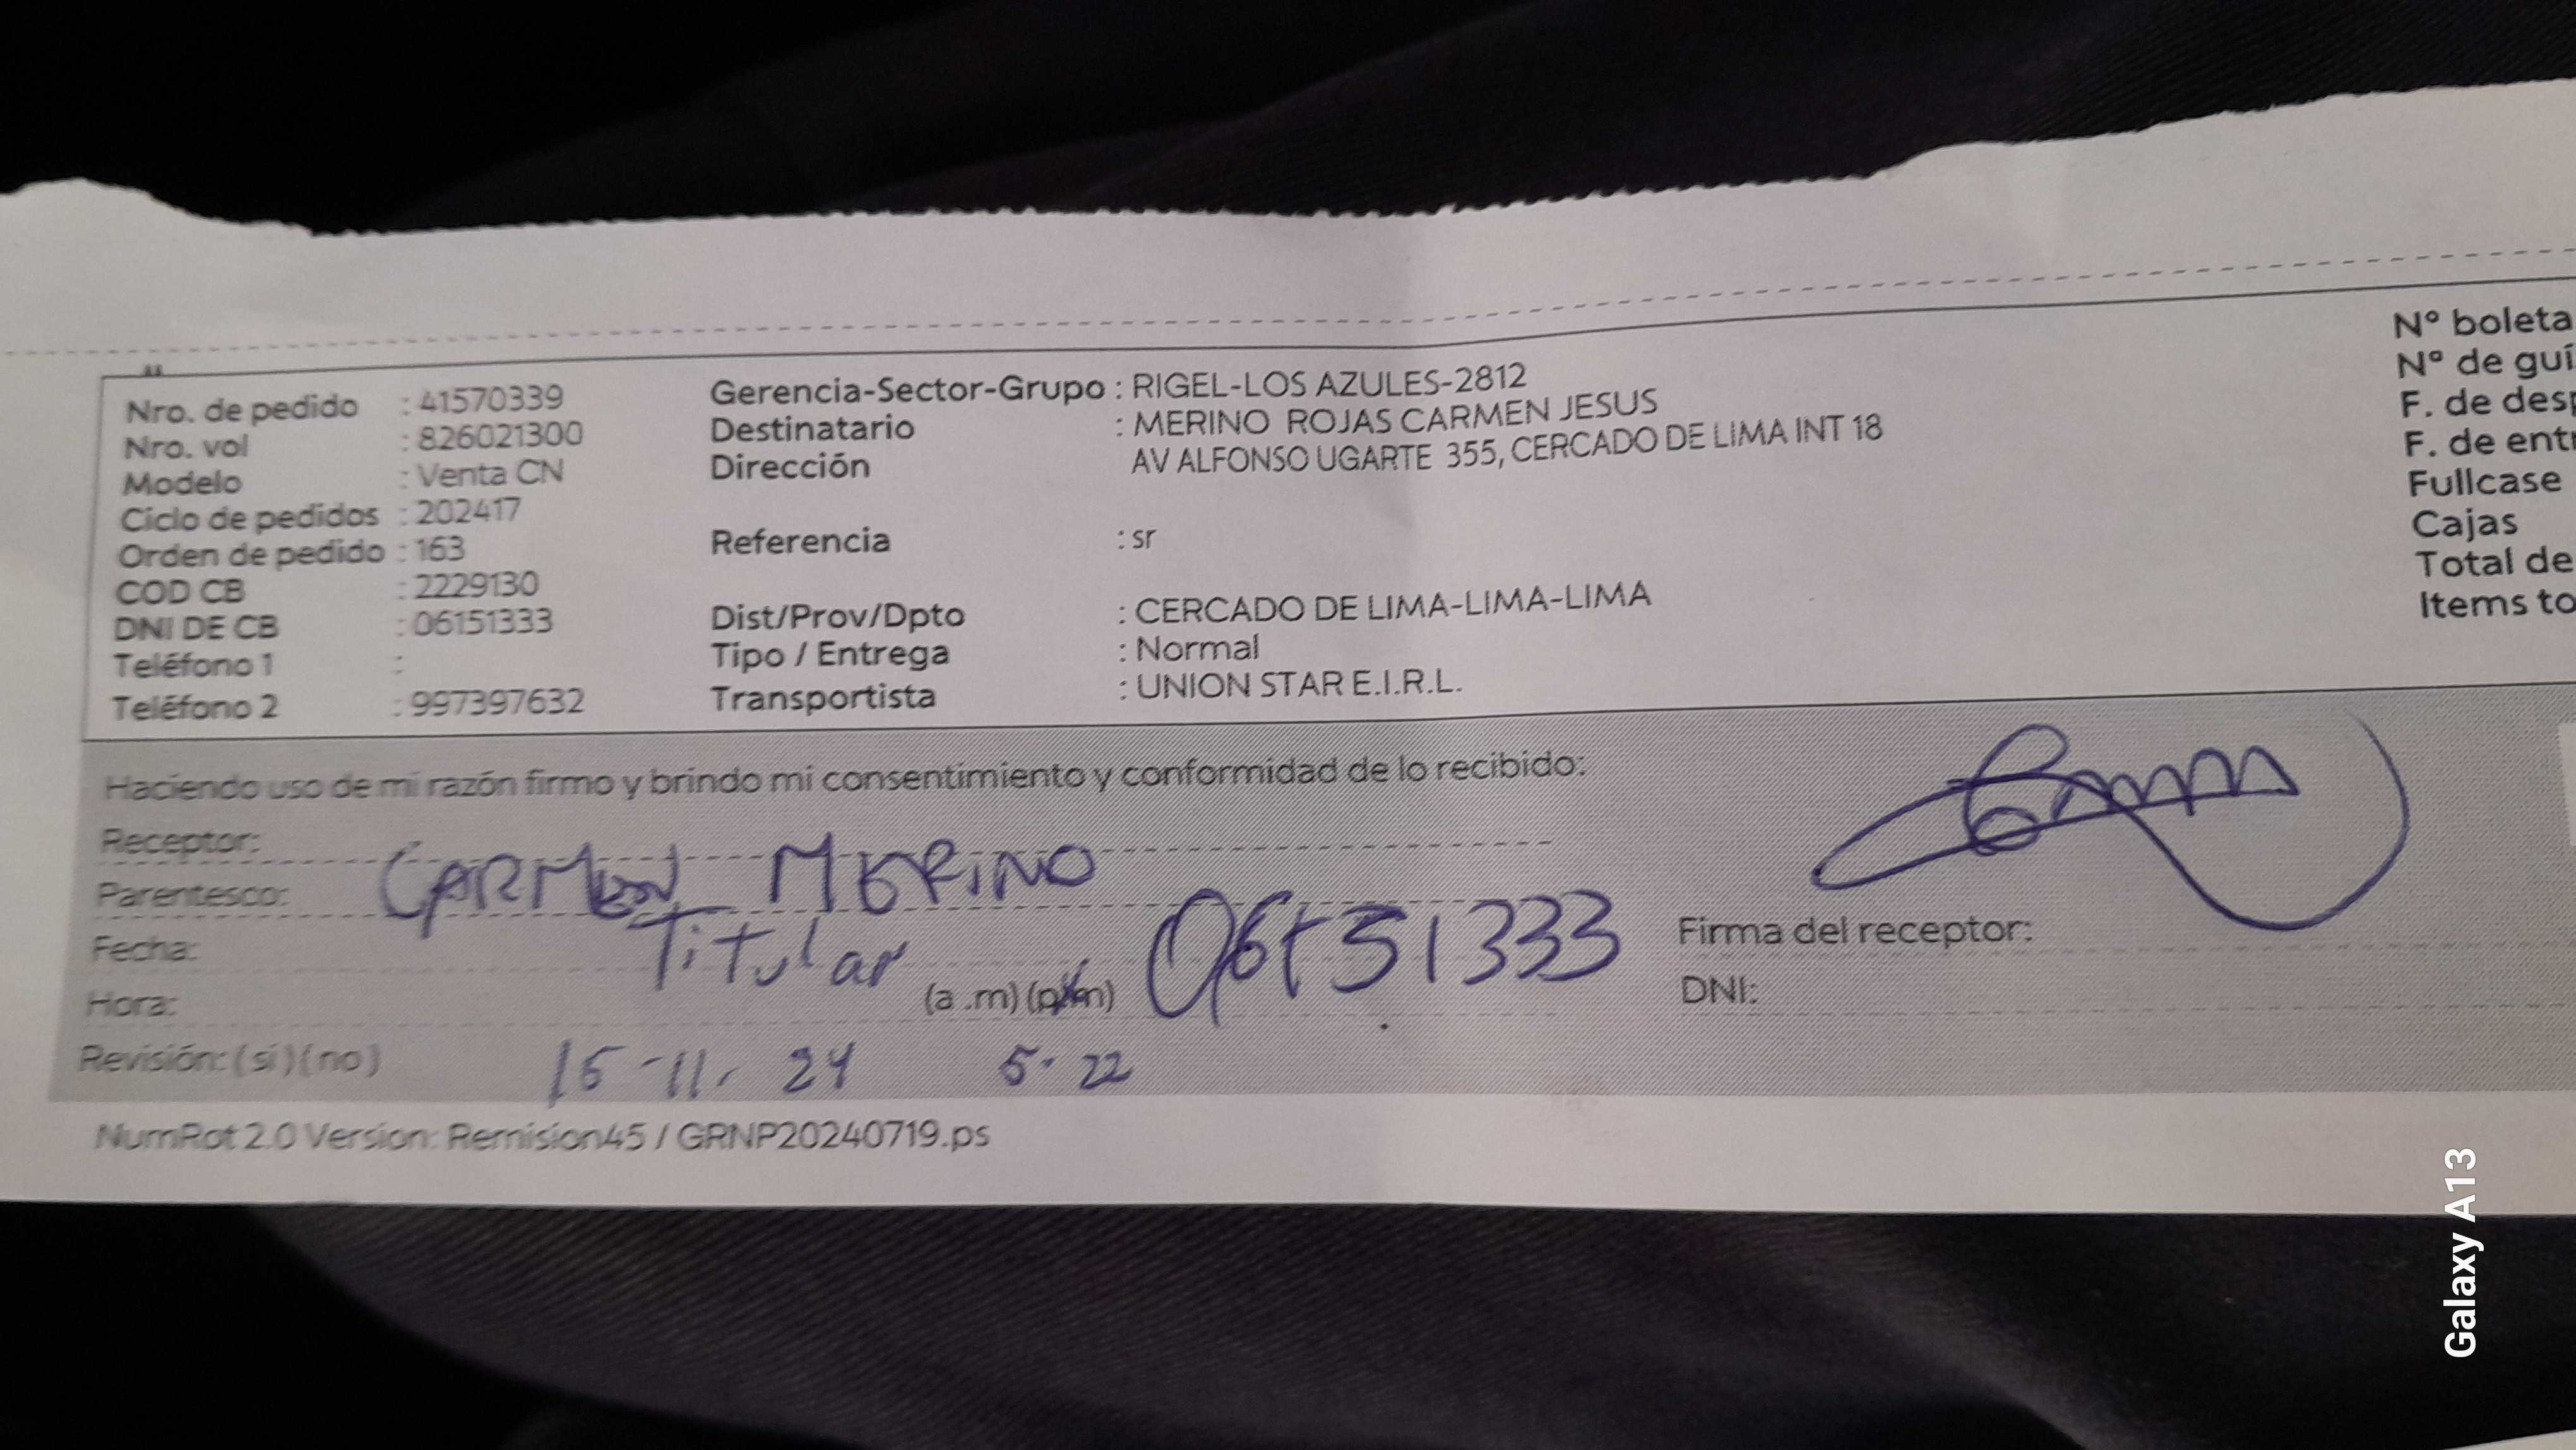 Nro. de pedido : 41570339
Nro. vol : 826021300
Modelo : Venta CN
Ciclo de pedidos : 202417
Orden de pedido : 163
COD CB : 2229130
DNI DE CB : 06151333
Teléfono 1 :
Teléfono 2 : 997397632
Gerencia-Sector-Grupo : RIGEL-LOS AZULES-2812
Destinatario : MERINO ROJAS CARMEN JESUS
Dirección AV ALFONSO UGARTE 355, CERCADO DE LIMA INT 18
Referencia : sr
Dist/Prov/Dpto : CERCADO DE LIMA-LIMA-LIMA
Tipo / Entrega : Normal
Transportista : UNION STAR E.I.R.L.
Nº boleta
Nº de guí
F. de desp
F. de entr
Fullcase
Cajas
Total de
Items to
Haciendo uso de mi razón firmo y brindo mi consentimiento y conformidad de lo recibido:
Receptor:
Parentesco: CARMEN MERINO
Fecha: Titular 06151333
Hora: (a .m) (p.m)
Revisión: (si) (no) 15-11. 24 5. 22
Firma del receptor:
DNI:
NumRot 2.0 Version: Remision45 / GRNP20240719.ps
Galaxy A13